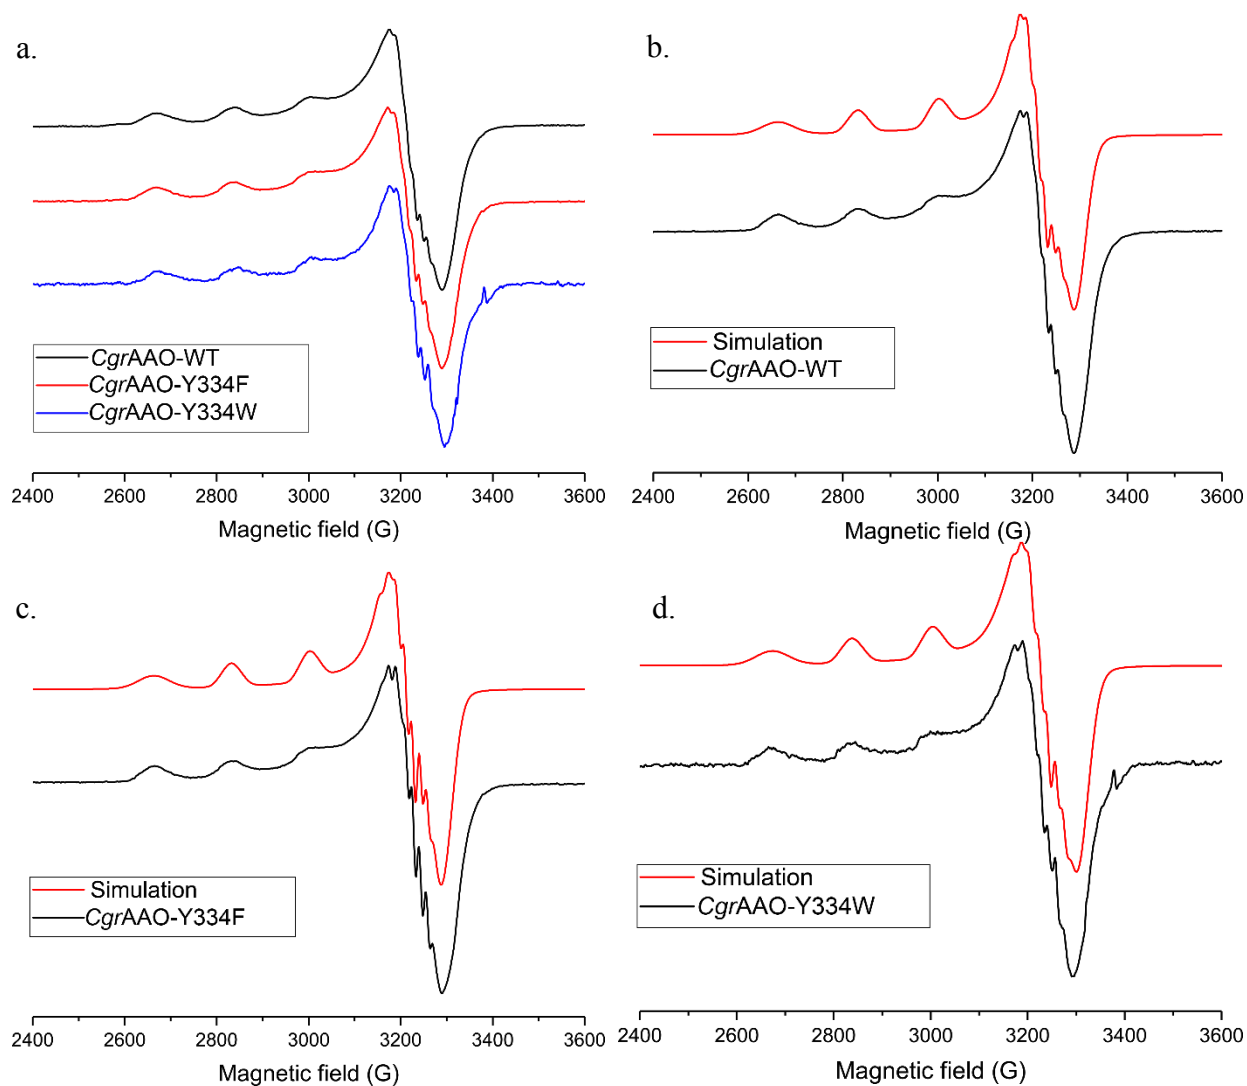 a.
CgrAAO-WT
CgrAAO-Y334F
CgrAAO-Y334W
2400 2600 2800 3000 3200 3400 3600
Magnetic field (G)
b.
Simulation
CgrAAO-WT
2400 2600 2800 3000 3200 3400 3600
Magnetic field (G)
c.
Simulation
CgrAAO-Y334F
2400 2600 2800 3000 3200 3400 3600
Magnetic field (G)
d.
Simulation
CgrAAO-Y334W
2400 2600 2800 3000 3200 3400 3600
Magnetic field (G)